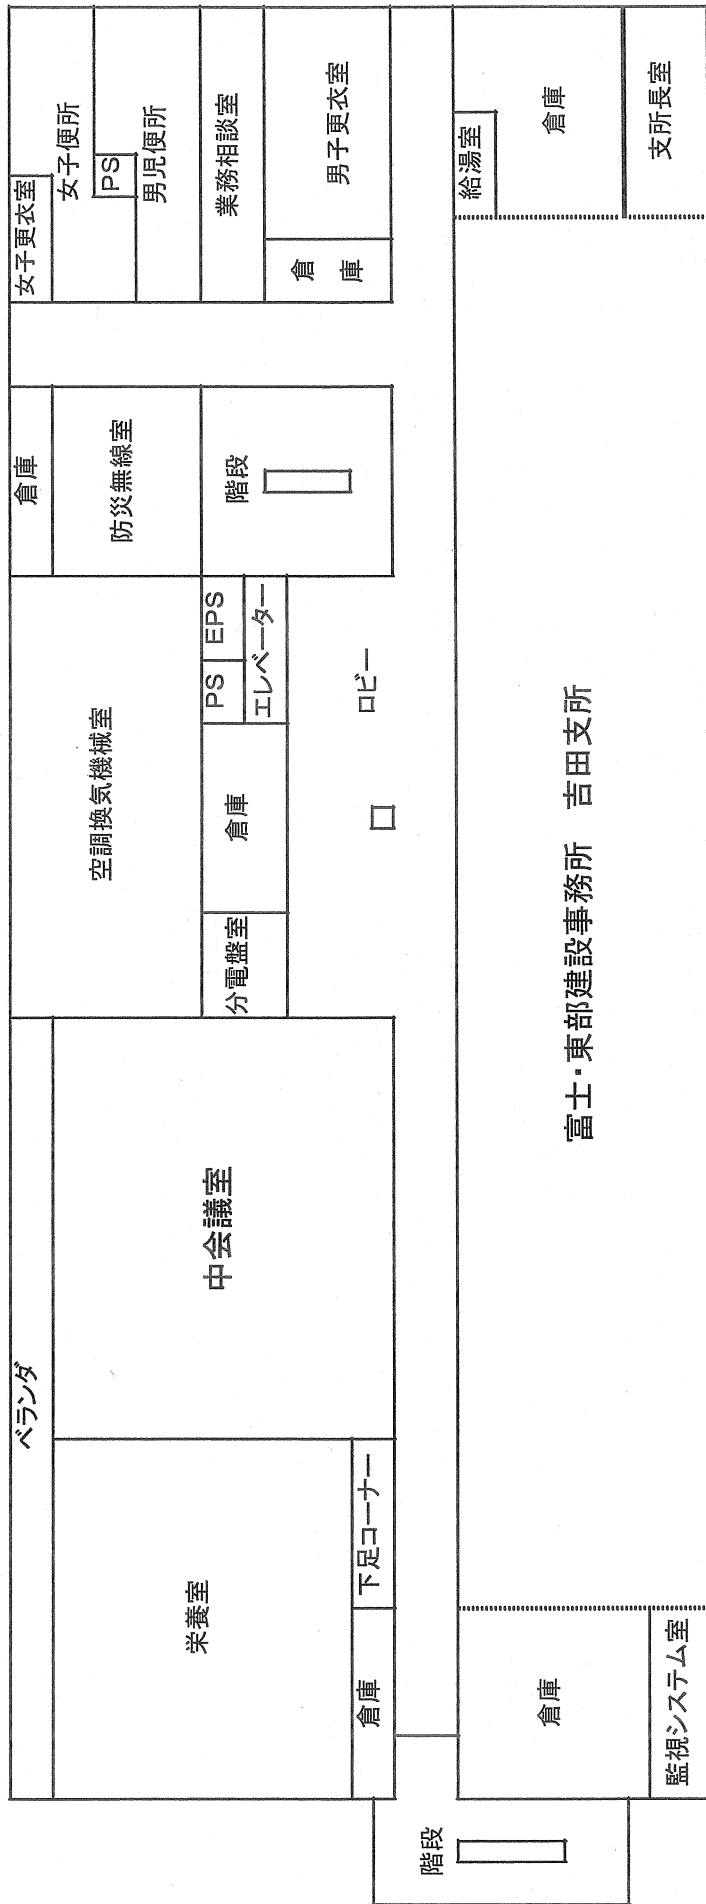 ベランダ
栄養室
倉庫
下足コーナー
中会議室
空調換気機械室
分電盤室
倉庫
PS
EPS
エレベーター
ロビー
倉庫
防災無線室
階段
女子更衣室
女子便所
PS
男児便所
業務相談室
倉庫
男子更衣室
階段
倉庫
監視システム室
富士・東部建設事務所 吉田支所
給湯室
倉庫
支所長室